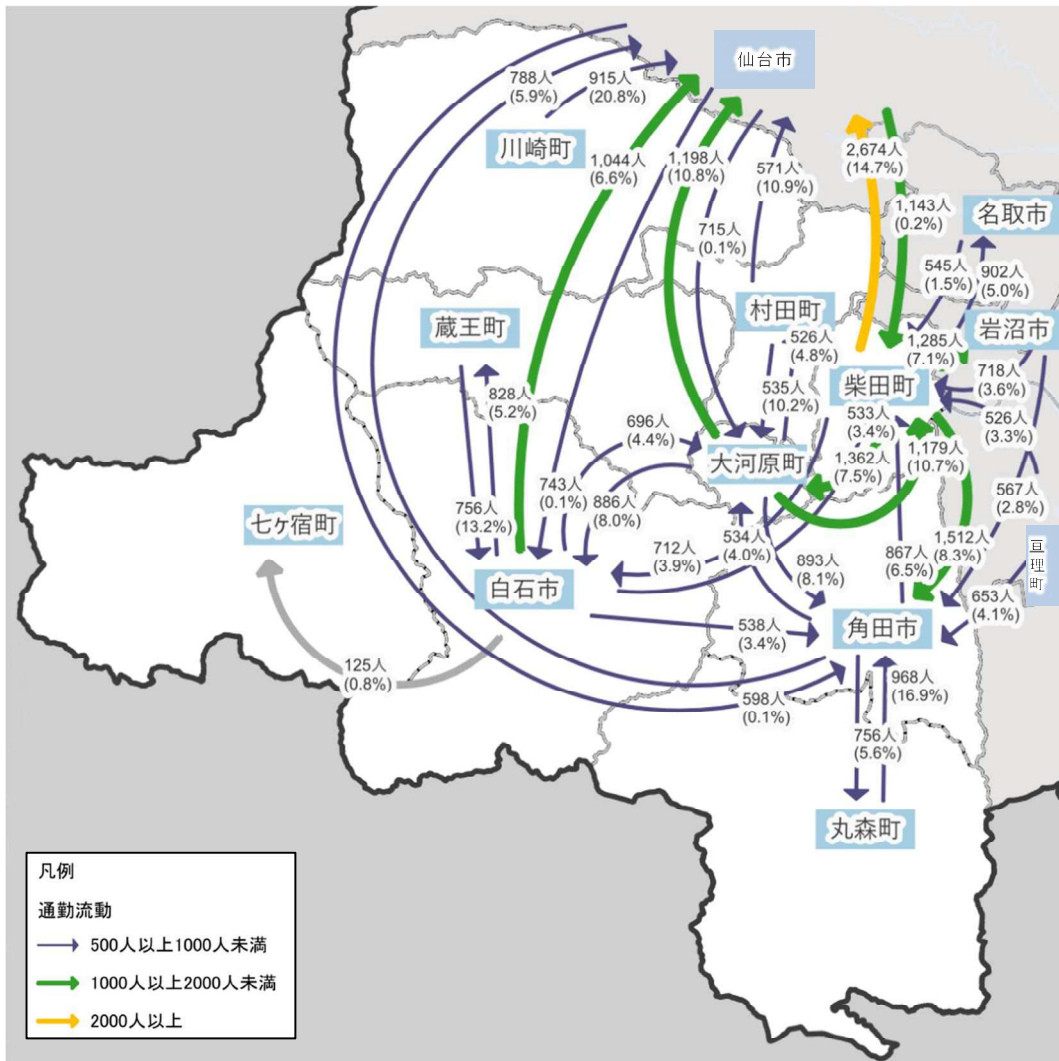 仙台市
788人
(5.9%)
915人
(20.8%)
川崎町
1,044人
(6.6%)
1,198人
(10.8%)
571人
(10.9%)
2,674人
(14.7%)
1,143人
(0.2%)
名取市
715人
(0.1%)
545人
(1.5%)
902人
(5.0%)
蔵王町
村田町
岩沼市
526人
(4.8%)
1,285人
(7.1%)
718人
(3.6%)
柴田町
828人
(5.2%)
535人
(10.2%)
696人
(4.4%)
533人
(3.4%)
526人
(3.3%)
大河原町
1,362人
(7.5%)
1,179人
(10.7%)
743人
(0.1%)
886人
(8.0%)
756人
(13.2%)
567人
(2.8%)
七ヶ宿町
534人
(4.0%)
1,512人
(8.3%)
亘理町
712人
(3.9%)
893人
(8.1%)
867人
(6.5%)
白石市
653人
(4.1%)
538人
(3.4%)
角田市
125人
(0.8%)
598人
(0.1%)
968人
(16.9%)
756人
(5.6%)
丸森町
凡例
通勤流動
500人以上1000人未満
1000人以上2000人未満
2000人以上